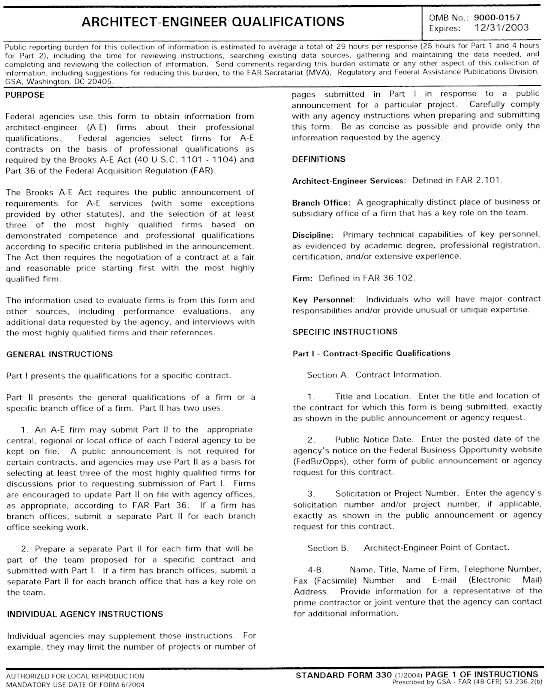 ARCHITECT-ENGINEER QUALIFICATIONS
OMB No.: 9000-0157
Expires: 12/31/2003
Public reporting burden for this collection of information is estimated to average a total of 29 hours per response (25 hours for Part 1 and 4 hours
for Part 2), including the time for reviewing instructions, searching existing data sources, gathering and maintaining the data needed, and
completing and reviewing the collection of information. Send comments regarding this burden estimate or any other aspect of this collection of
information, including suggestions for reducing this burden, to the FAR Secretariat (MVA), Regulatory and Federal Assistance Publications Division,
GSA, Washington, DC 20405.
PURPOSE
Federal agencies use this form to obtain information from
architect-engineer (A-E) firms about their professional
qualifications. Federal agencies select firms for A-E
contracts on the basis of professional qualifications as
required by the Brooks A-E Act (40 U.S.C. 1101 - 1104) and
Part 36 of the Federal Acquisition Regulation (FAR).
The Brooks A-E Act requires the public announcement of
requirements for A-E services (with some exceptions
provided by other statutes), and the selection of at least
three of the most highly qualified firms based on
demonstrated competence and professional qualifications
according to specific criteria published in the announcement.
The Act then requires the negotiation of a contract at a fair
and reasonable price starting first with the most highly
qualified firm.
The information used to evaluate firms is from this form and
other sources, including performance evaluations, any
additional data requested by the agency, and interviews with
the most highly qualified firms and their references.
GENERAL INSTRUCTIONS
Part I presents the qualifications for a specific contract.
Part II presents the general qualifications of a firm or a
specific branch office of a firm. Part II has two uses:
1. An A-E firm may submit Part II to the appropriate
central, regional or local office of each Federal agency to be
kept on file. A public announcement is not required for
certain contracts, and agencies may use Part II as a basis for
selecting at least three of the most highly qualified firms for
discussions prior to requesting submission of Part I. Firms
are encouraged to update Part II on file with agency offices,
as appropriate, according to FAR Part 36. If a firm has
branch offices, submit a separate Part II for each branch
office seeking work.
2. Prepare a separate Part II for each firm that will be
part of the team proposed for a specific contract and
submitted with Part I. If a firm has branch offices, submit a
separate Part II for each branch office that has a key role on
the team.
INDIVIDUAL AGENCY INSTRUCTIONS
Individual agencies may supplement these instructions. For
example, they may limit the number of projects or number of
pages submitted in Part I in response to a public
announcement for a particular project. Carefully comply
with any agency instructions when preparing and submitting
this form. Be as concise as possible and provide only the
information requested by the agency.
DEFINITIONS
Architect-Engineer Services: Defined in FAR 2.101.
Branch Office: A geographically distinct place of business or
subsidiary office of a firm that has a key role on the team.
Discipline: Primary technical capabilities of key personnel,
as evidenced by academic degree, professional registration,
certification, and/or extensive experience.
Firm: Defined in FAR 36.102.
Key Personnel: Individuals who will have major contract
responsibilities and/or provide unusual or unique expertise.
SPECIFIC INSTRUCTIONS
Part I - Contract-Specific Qualifications
Section A. Contract Information.
1. Title and Location. Enter the title and location of
the contract for which this form is being submitted, exactly
as shown in the public announcement or agency request.
2. Public Notice Date. Enter the posted date of the
agency's notice on the Federal Business Opportunity website
(FedBizOpps), other form of public announcement or agency
request for this contract.
3. Solicitation or Project Number. Enter the agency's
solicitation number and/or project number, if applicable,
exactly as shown in the public announcement or agency
request for this contract.
Section B. Architect-Engineer Point of Contact.
4-8. Name, Title, Name of Firm, Telephone Number,
Fax (Facsimile) Number and E-mail (Electronic Mail)
Address. Provide information for a representative of the
prime contractor or joint venture that the agency can contact
for additional information.
AUTHORIZED FOR LOCAL REPRODUCTION
MANDATORY USE DATE OF FORM 6/2004
STANDARD FORM 330 (1/2004) PAGE 1 OF INSTRUCTIONS
Prescribed by GSA - FAR (48 CFR) 53.236-2(b)